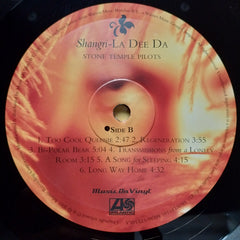 Shangri-La Dee Da
Stone Temple Pilots
Side B
1. Too Cool Queenie 2:47 2. Regeneration 3:55
3. Bi-Polar Bear 5:04 4. Transmissions from a Lonely
Room 3:15 5. A Song for Sleeping 4:15
6. Long Way Home 4:32
Music On Vinyl